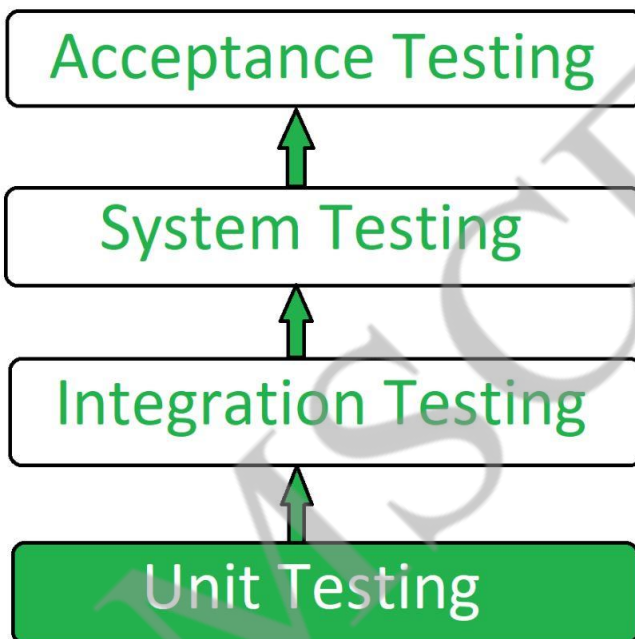 Acceptance Testing
System Testing
Integration Testing
Unit Testing